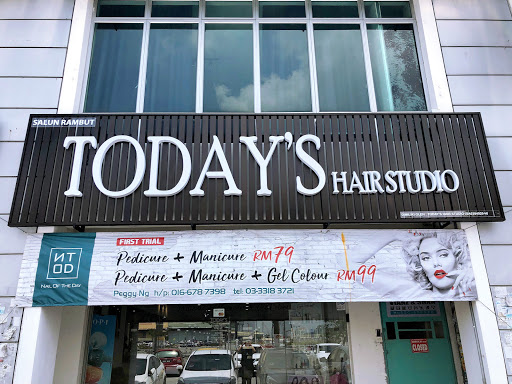 SALUN RAMBUT
TODAY'S HAIR STUDIO
FIRST TRIAL
Pedicure + Manicure RM79
Pedicure + Manicure + Gel Colour RM99
Peggy Ng h/p: 016-678 7398 tel: 03-3318 3721
NTOD
NAIL OF THE DAY
CLOSED